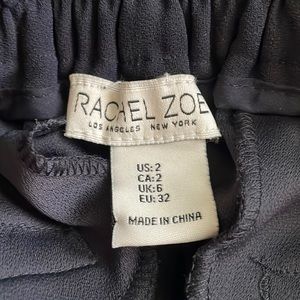 RACHEL ZOE
LOS ANGELES NEW YORK
US: 2
CA: 2
UK: 6
EU: 32
MADE IN CHINA